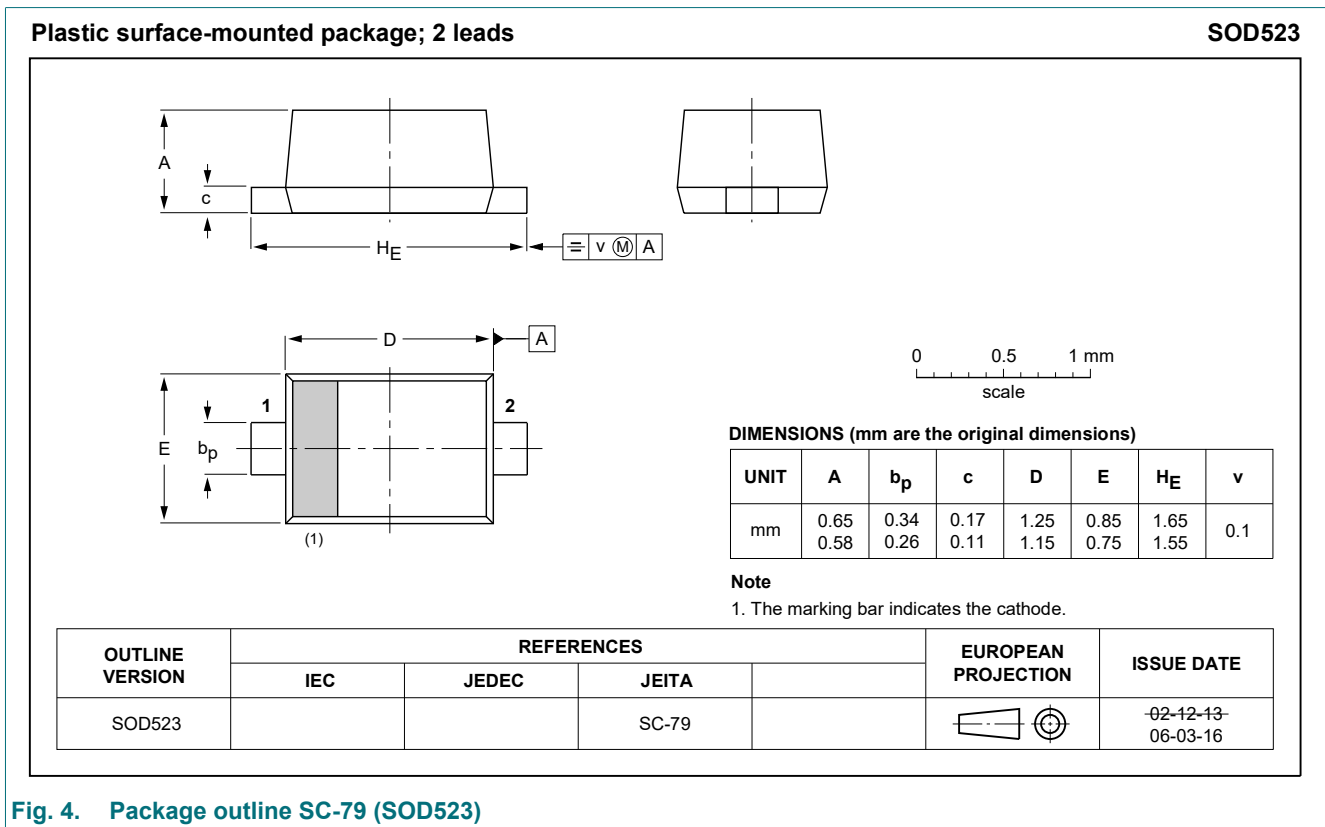 Plastic surface-mounted package; 2 leads SOD523
A
c
HE
v M A
D
A
1
2
E
bp
(1)
0 0.5 1 mm
scale
DIMENSIONS (mm are the original dimensions)
UNIT A bp c D E HE v
mm 0.65 0.58 0.34 0.26 0.17 0.11 1.25 1.15 0.85 0.75 1.65 1.55 0.1
Note
1. The marking bar indicates the cathode.
OUTLINE VERSION REFERENCES EUROPEAN PROJECTION ISSUE DATE
IEC JEDEC JEITA
SOD523 SC-79 02-12-13
06-03-16
Fig. 4. Package outline SC-79 (SOD523)